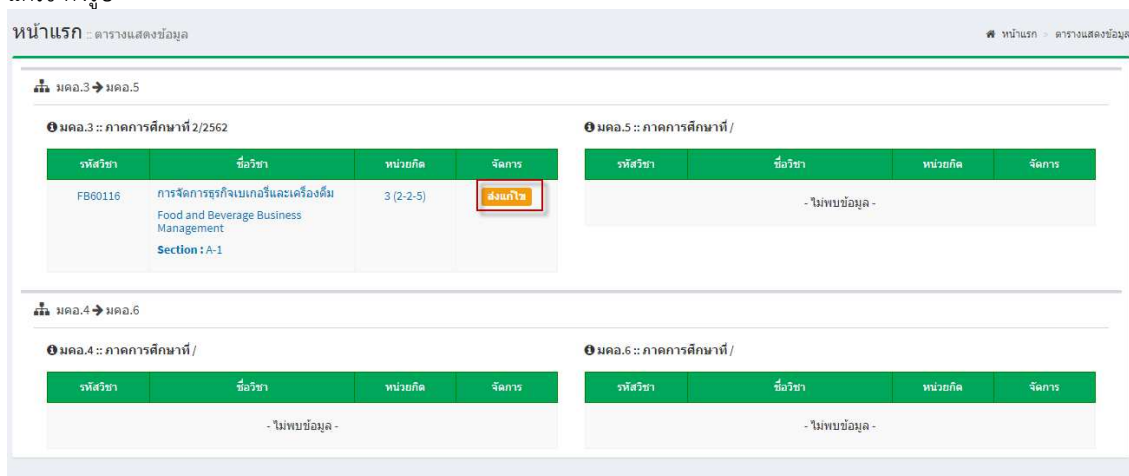 หน้าแรก :: ตารางแสดงข้อมูล
หน้าแรก > ตารางแสดงข้อมูล
มคอ.3 → มคอ.5
มคอ.3 :: ภาคการศึกษาที่ 2/2562
มคอ.5 :: ภาคการศึกษาที่ /
รหัสวิชา ชื่อวิชา หน่วยกิต จัดการ
รหัสวิชา ชื่อวิชา หน่วยกิต จัดการ
FB60116 การจัดการธุรกิจเบเกอรี่และเครื่องดื่ม 3 (2-2-5) ส่งแก้ไข
Food and Beverage Business
Management
Section : A-1
- ไม่พบข้อมูล -
มคอ.4 → มคอ.6
มคอ.4 :: ภาคการศึกษาที่ /
มคอ.6 :: ภาคการศึกษาที่ /
รหัสวิชา ชื่อวิชา หน่วยกิต จัดการ
รหัสวิชา ชื่อวิชา หน่วยกิต จัดการ
- ไม่พบข้อมูล -
- ไม่พบข้อมูล -